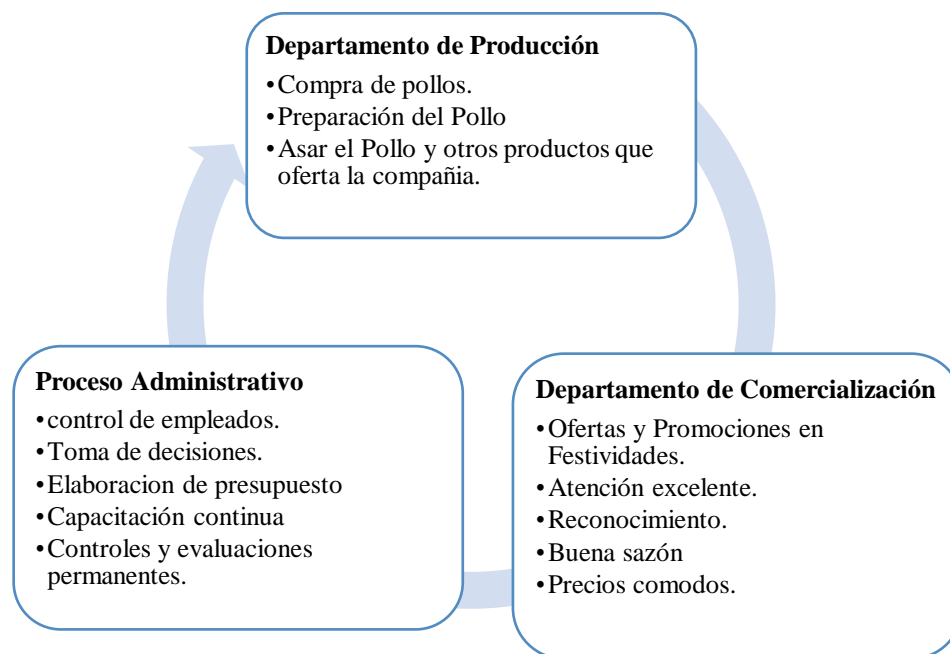 Departamento de Producción
•Compra de pollos.
•Preparación del Pollo
•Asar el Pollo y otros productos que
oferta la compañia.
Proceso Administrativo
•control de empleados.
•Toma de decisiones.
•Elaboracion de presupuesto
•Capacitación continua
•Controles y evaluaciones
permanentes.
Departamento de Comercialización
•Ofertas y Promociones en
Festividades.
•Atención excelente.
•Reconocimiento.
•Buena sazón
•Precios comodos.